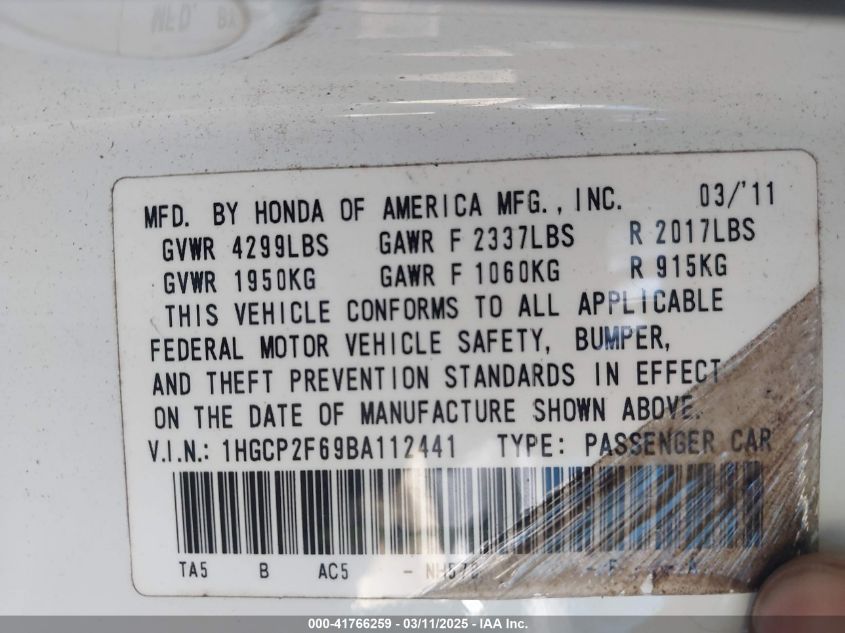 MFD. BY HONDA OF AMERICA MFG., INC. 03/'11
GVWR 4299LBS GAWR F 2337LBS R 2017LBS
GVWR 1950KG GAWR F 1060KG R 915KG
THIS VEHICLE CONFORMS TO ALL APPLICABLE
FEDERAL MOTOR VEHICLE SAFETY, BUMPER,
AND THEFT PREVENTION STANDARDS IN EFFECT
ON THE DATE OF MANUFACTURE SHOWN ABOVE.
V.I.N.: 1HGCP2F69BA112441 TYPE: PASSENGER CAR
TA5 B AC5 -
000-41766259 - 03/11/2025 - IAA Inc.